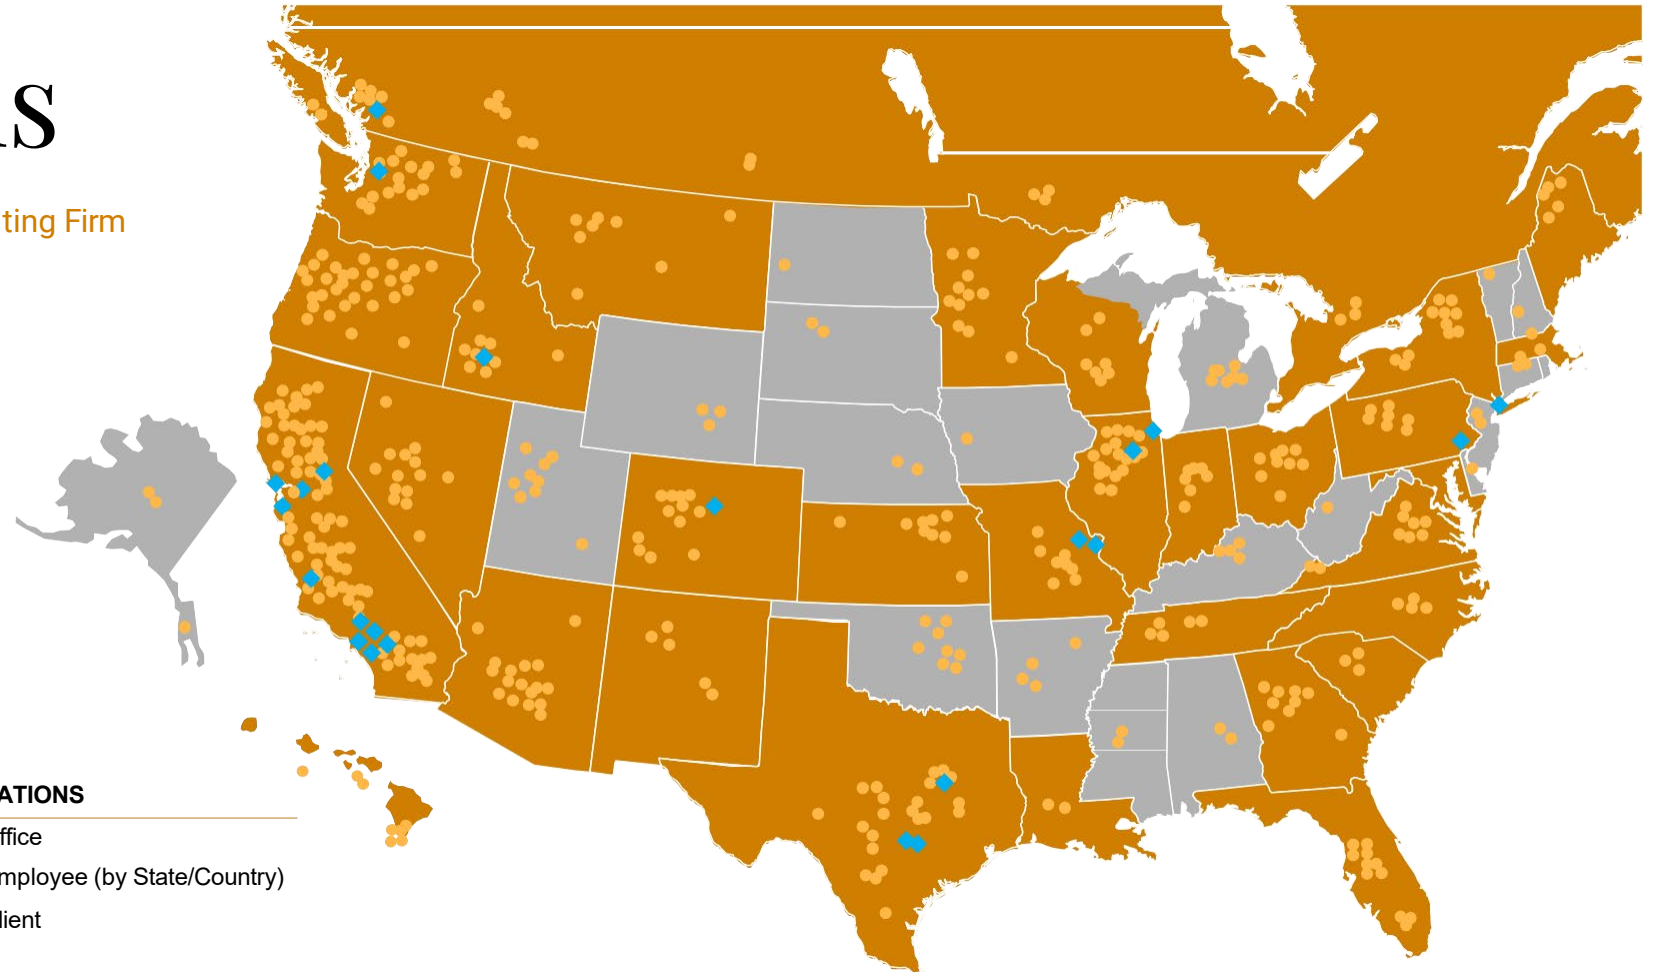 ting Firm
ATIONS
ffice
mployee (by State/Country)
lient